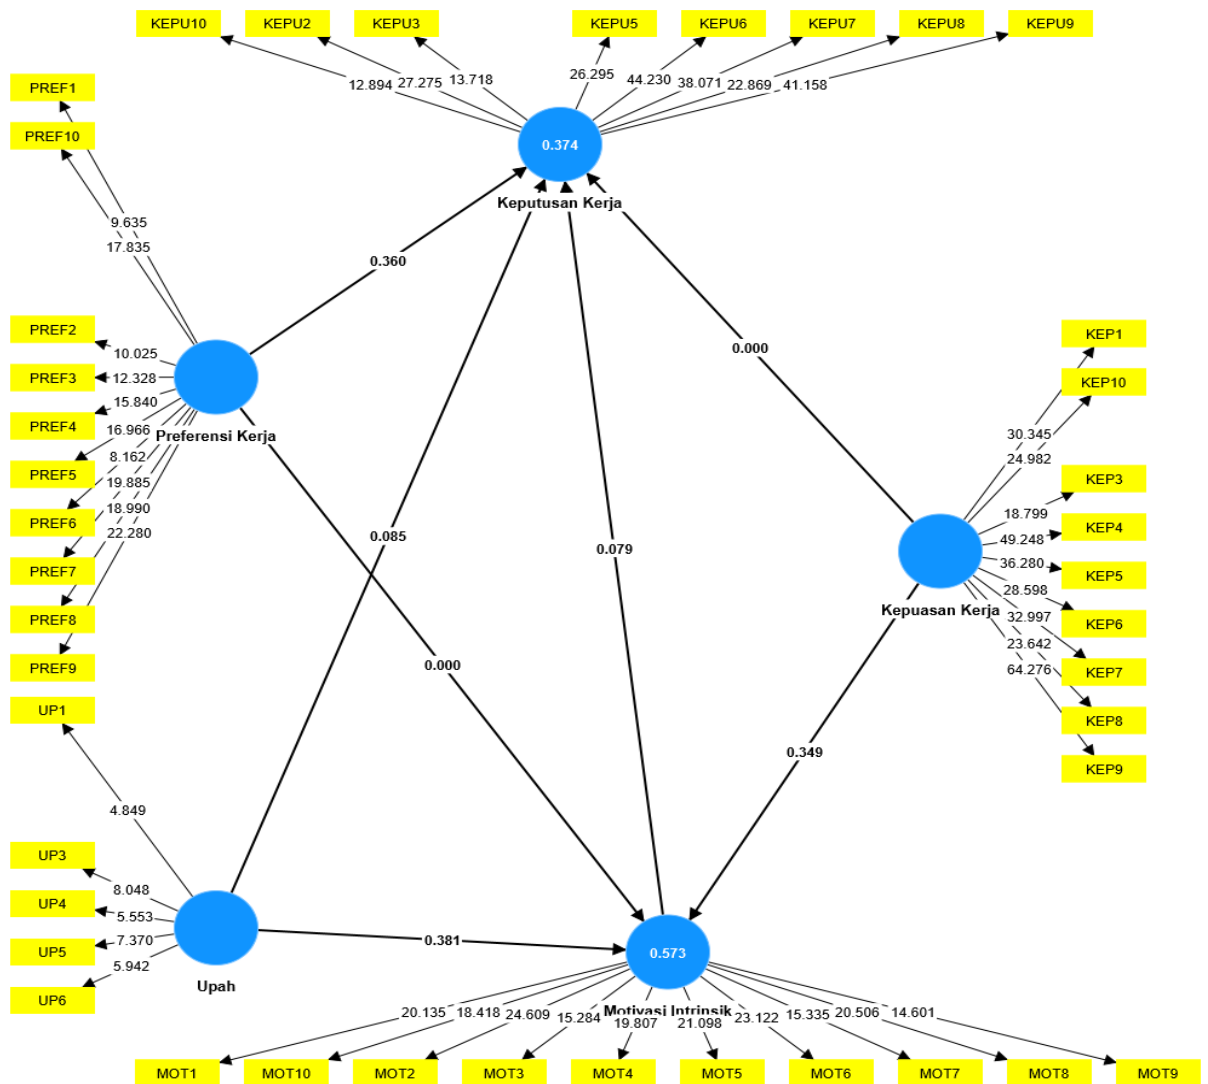 KEPU10
KEPU2
KEPU3
KEPU5
KEPU6
KEPU7
KEPU8
KEPU9
12.894
27.275
13.718
26.295
44.230
38.071
22.869
41.158
PREF1
PREF10
0.374
Keputusan Kerja
9.635
17.835
0.360
PREF2
PREF3
PREF4
PREF5
PREF6
PREF7
PREF8
PREF9
10.025
12.328
15.840
16.966
8.162
19.885
18.990
22.280
Preferensi Kerja
0.000
KEP1
KEP10
KEP3
KEP4
KEP5
KEP6
KEP7
KEP8
KEP9
30.345
24.982
18.799
49.248
36.280
28.598
32.997
23.642
64.276
Kepuasan Kerja
0.085
0.079
0.000
0.349
UP1
4.849
UP3
UP4
UP5
UP6
8.048
5.553
7.370
5.942
Upah
0.381
0.573
Motivasi Intrinsik
20.135
18.418
24.609
15.284
19.807
21.098
23.122
15.335
20.506
14.601
MOT1
MOT10
MOT2
MOT3
MOT4
MOT5
MOT6
MOT7
MOT8
MOT9